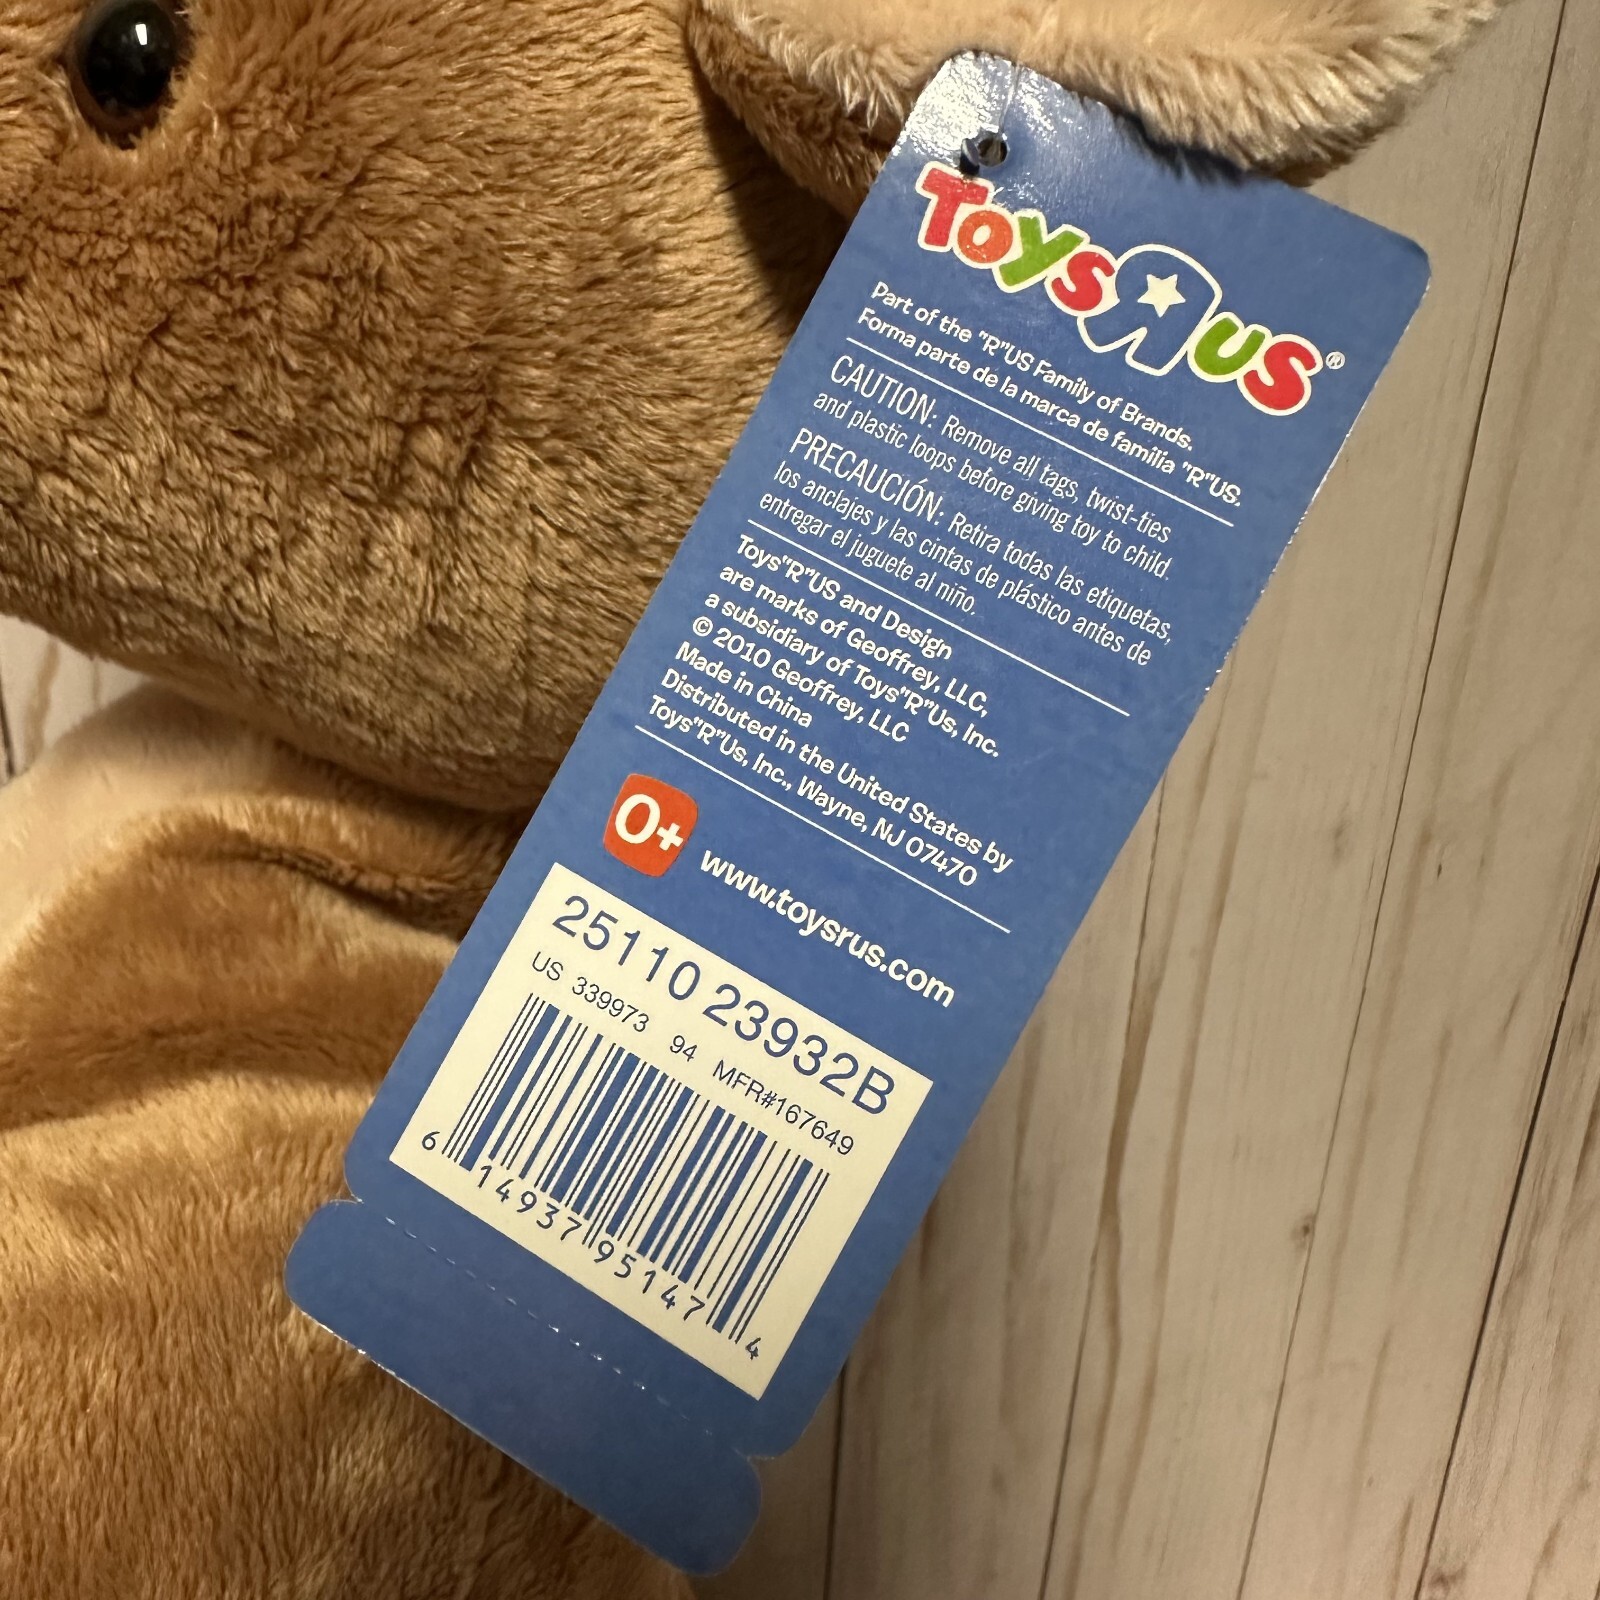 Toys R us®
Part of the "R"US Family of Brands.
Forma parte de la marca de familia "R"US.
CAUTION: Remove all tags, twist-ties
and plastic loops before giving toy to child.
PRECAUCIÓN: Retira todas las etiquetas,
los anclajes y las cintas de plástico antes de
entregar el juguete al niño.
Toys"R"US and Design
are marks of Geoffrey, LLC,
a subsidiary of Toys"R"Us, Inc.
© 2010 Geoffrey, LLC
Made in China
Distributed in the United States by
Toys"R"Us, Inc., Wayne, NJ 07470
0+
www.toysrus.com
25110 23932B
US 339973 94 MFR#167649
6 14937 95147 4